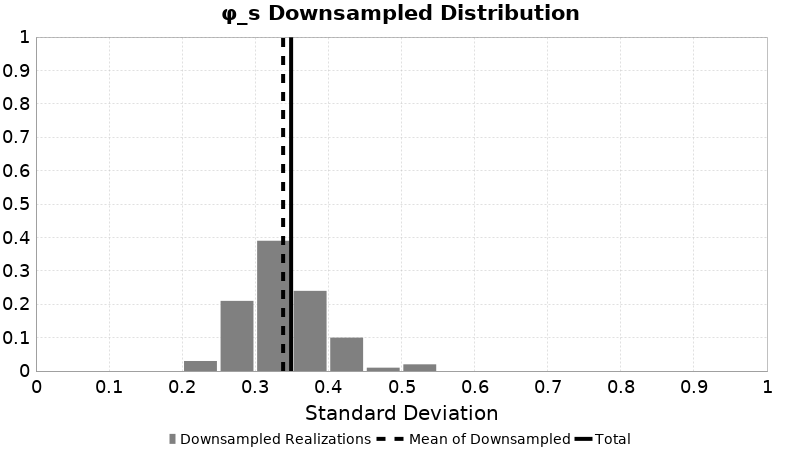 φ_s Downsampled Distribution
1
0.9
0.8
0.7
0.6
0.5
0.4
0.3
0.2
0.1
0
0 0.1 0.2 0.3 0.4 0.5 0.6 0.7 0.8 0.9 1
Standard Deviation
Downsampled Realizations Mean of Downsampled Total